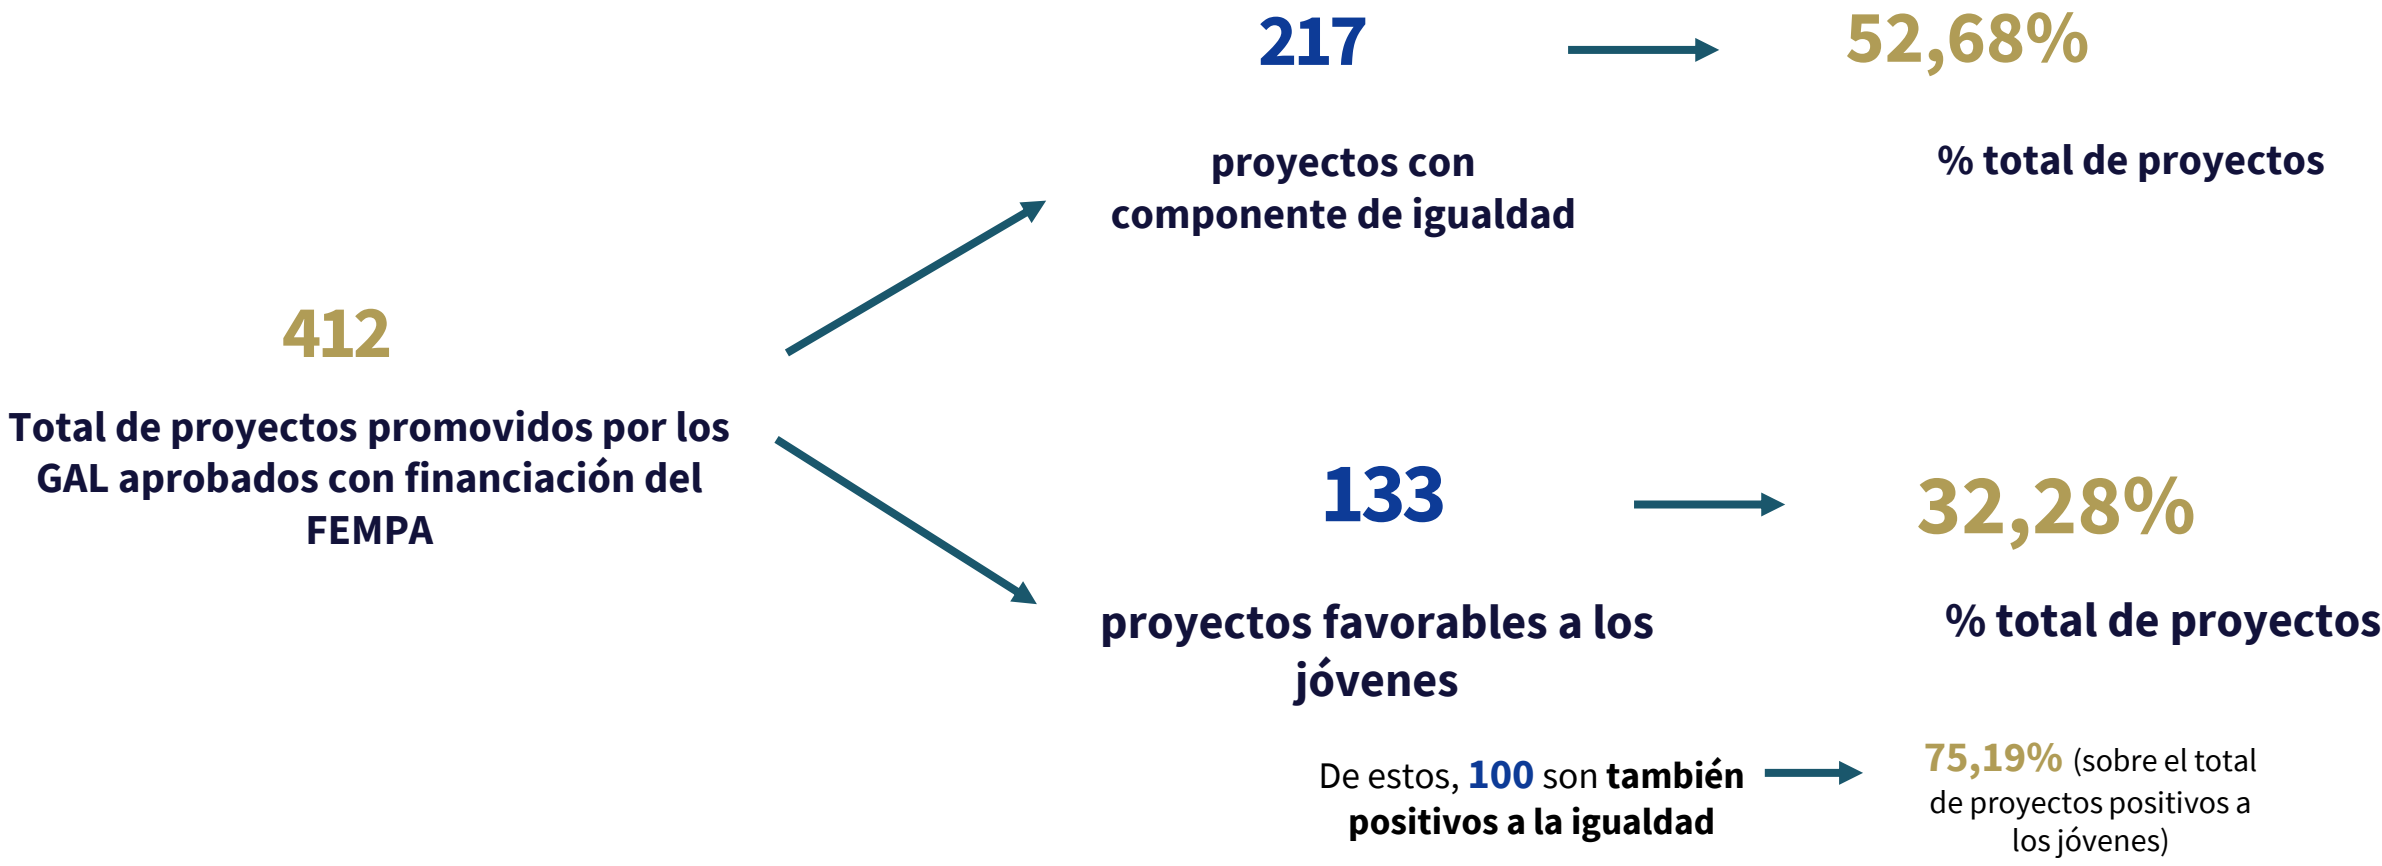 412
Total de proyectos promovidos por los
GAL aprobados con financiación del
FEMPA
217
52,68%
proyectos con
componente de igualdad
% total de proyectos
133
32,28%
proyectos favorables a los
jóvenes
% total de proyectos
De estos, 100 son también
positivos a la igualdad
75,19% (sobre el total
de proyectos positivos a
los jóvenes)